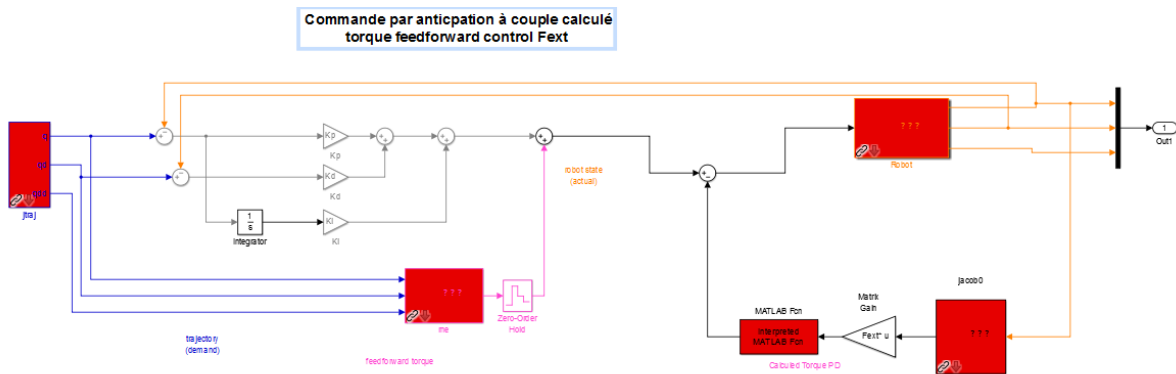 Commande par anticpation à couple calculé
torque feedforward control Fext
q
qd
qdd
jtraj
Kp
Kp
Kd
Kd
1
s
Integrator
KI
KI
robot state
(actual)
? ? ?
Robot
1
Out1
? ? ?
rne
Zero-Order
Hold
trajectory
(demand)
feedforward torque
MATLAB Fcn
Interpreted
MATLAB Fcn
Matrix
Gain
Fext* u
jacob0
? ? ?
Calculed Torque PD